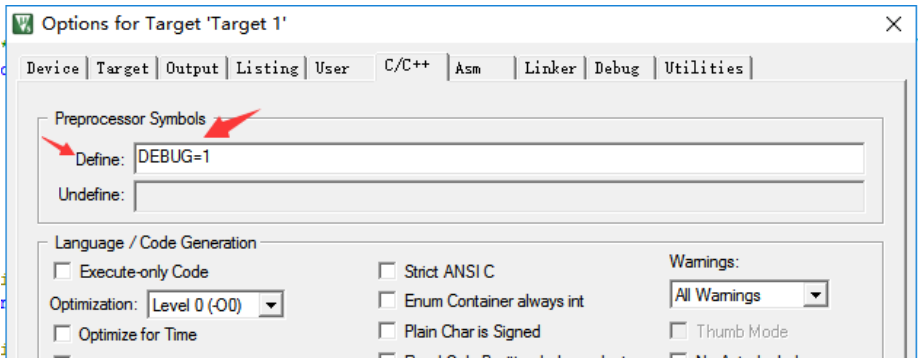 Options for Target 'Target 1'
Device Target Output Listing User C/C++ Asm Linker Debug Utilities
Preprocessor Symbols
Define: DEBUG=1
Undefine:
Language / Code Generation
Execute-only Code
Strict ANSI C
Warnings:
Optimization: Level 0 (-O0)
Enum Container always int
All Warnings
Optimize for Time
Plain Char is Signed
Thumb Mode